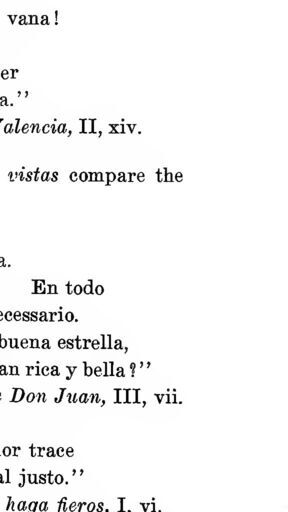 vana!
er
a.''
Valencia, II, xiv.
vistas compare the
a.
En todo
ecessario.
buena estrella,
an rica y bella?''
Don Juan, III, vii.
or trace
al justo.''
haga fieros, I, vi.